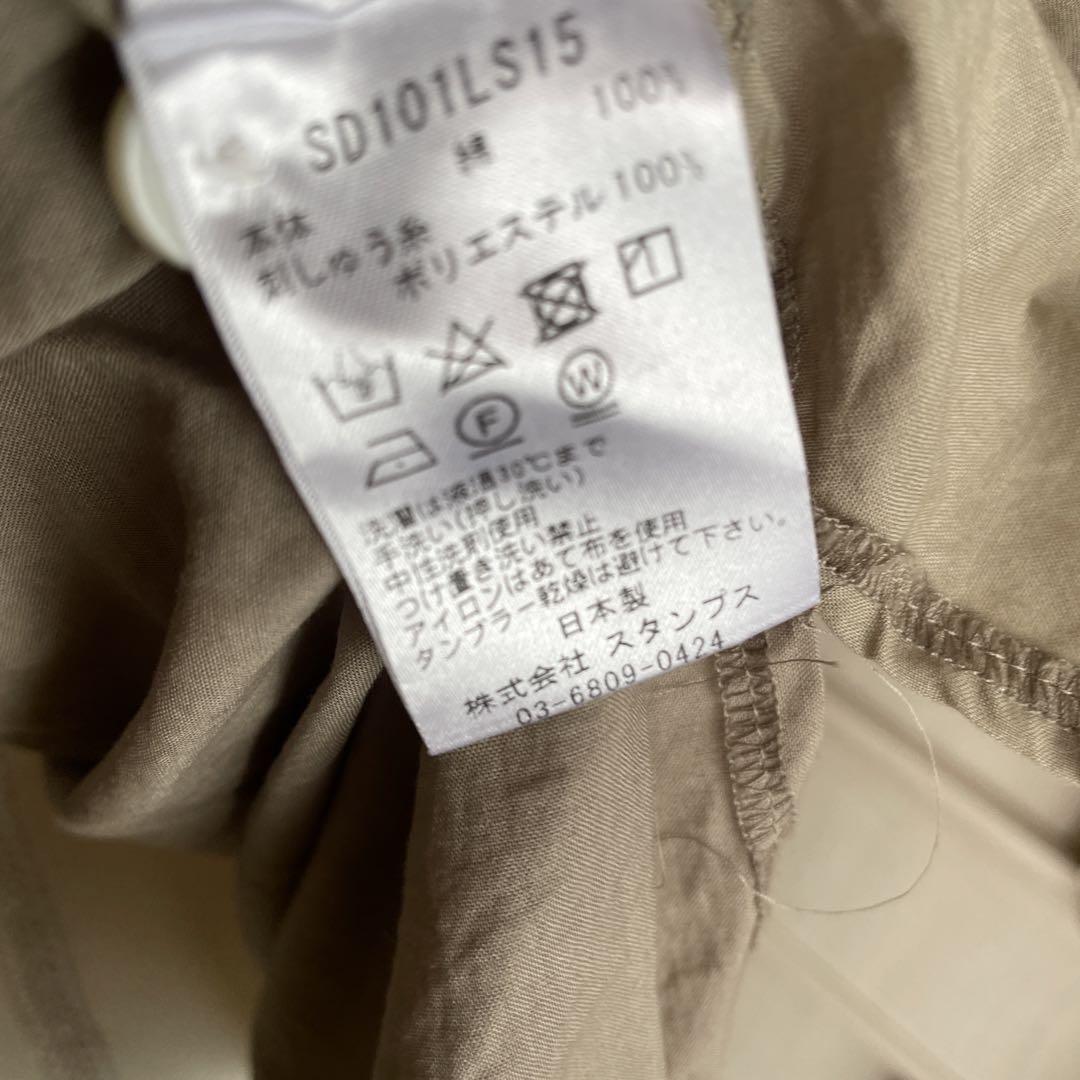 SD101LS15
本体 綿 100%
刺しゅう糸
ポリエステル100%
F
W
洗濯は液温30℃まで
手洗い(押し洗い)
中性洗剤使用
つけ置き洗い禁止
アイロンはあて布を使用
タンブラー乾燥は避けて下さい。
日本製
株式会社 スタンプス
03-6809-0424